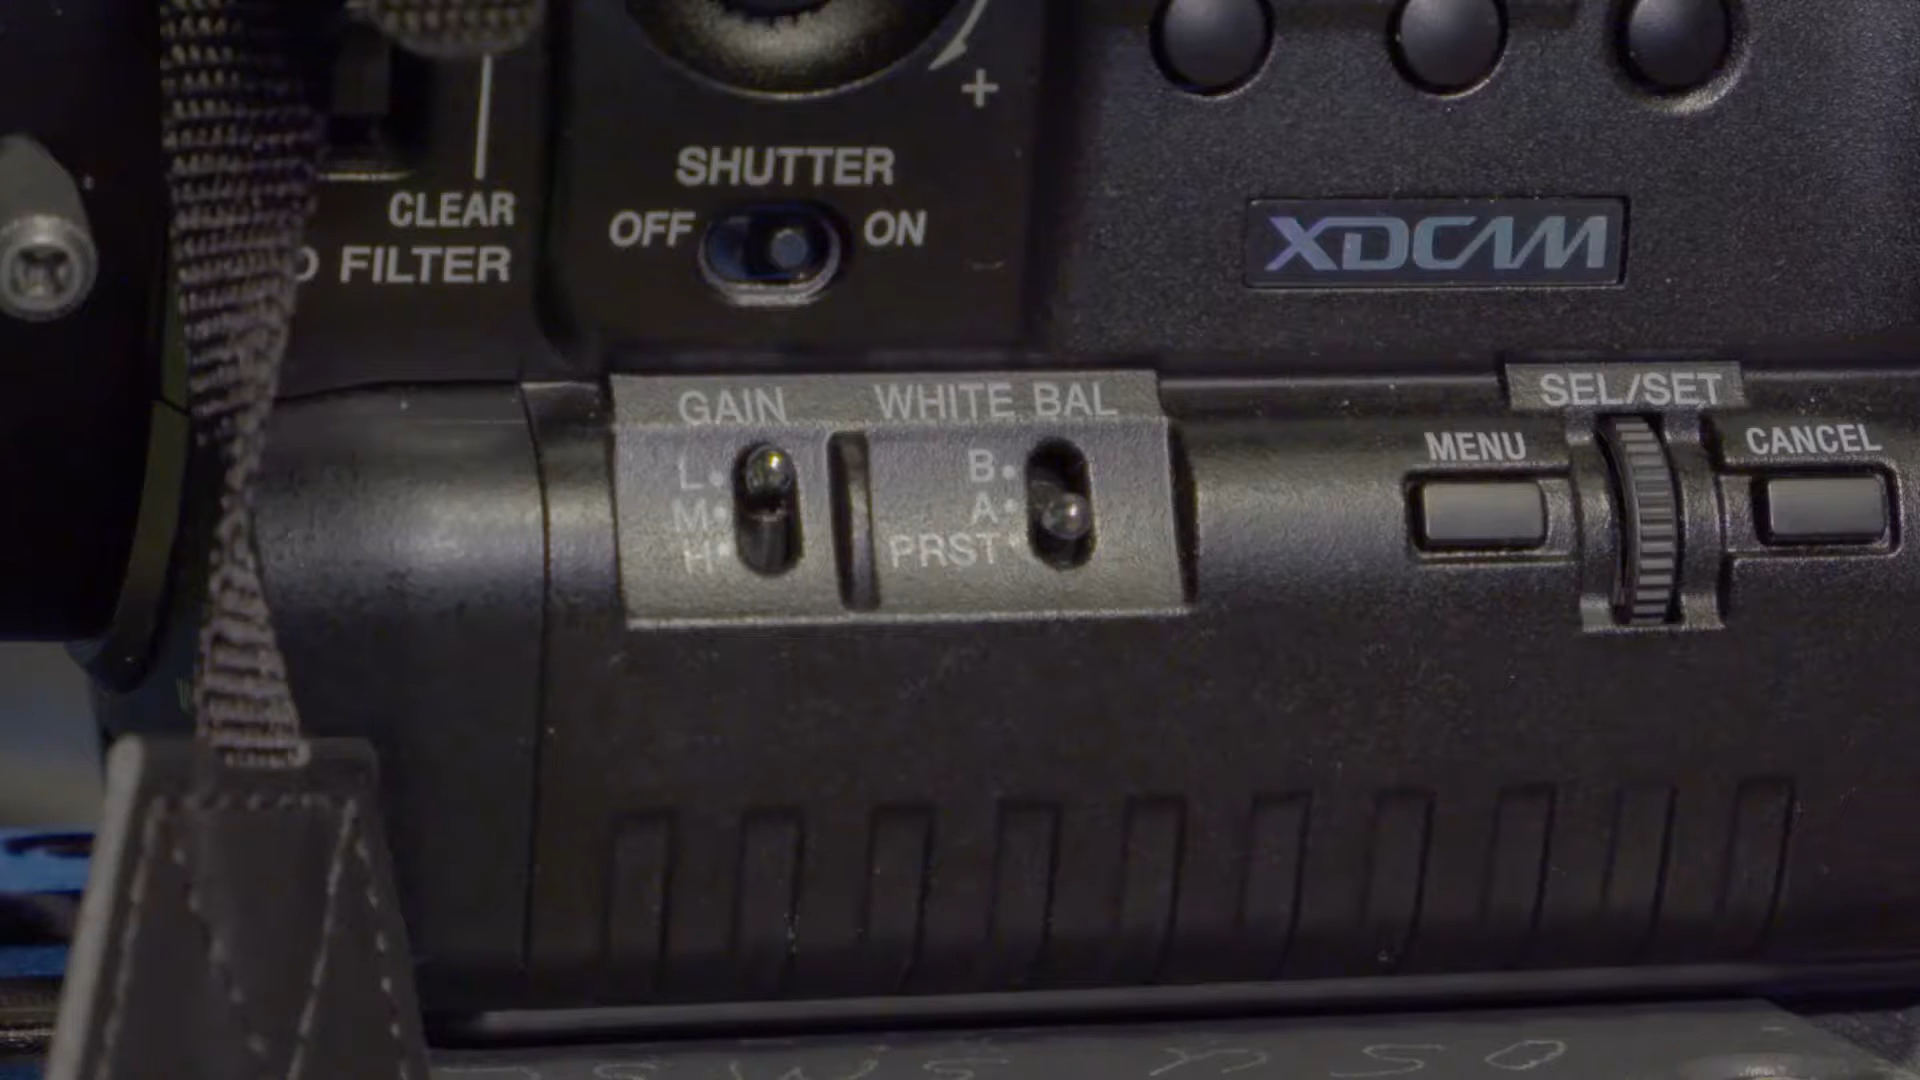 +
SHUTTER
CLEAR
OFF
ON
FILTER
XDCAM
GAIN
WHITE BAL
SEL/SET
MENU
CANCEL
L
M
H
B
A
PRST